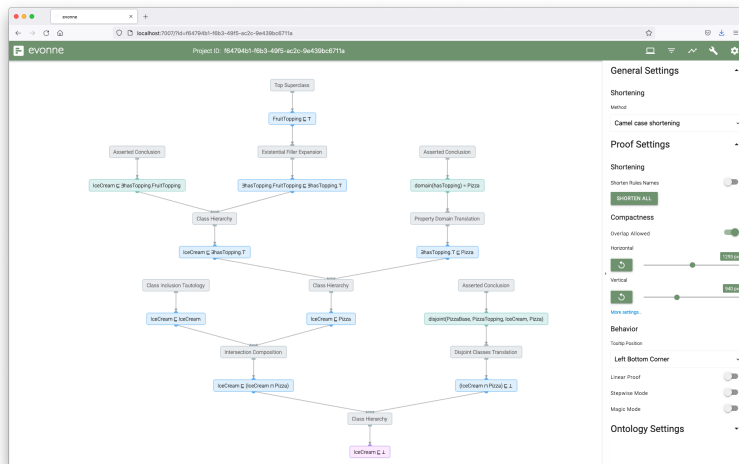 evonne
localhost:7007/?id=f64794b1-f6b3-49f5-ac2c-9e439bc6711a
evonne
Project ID: f64794b1-f6b3-49f5-ac2c-9e439bc6711a
Top Superclass
FruitTopping ⊑ ⊤
Asserted Conclusion
Existential Filler Expansion
Asserted Conclusion
IceCream ⊑ ∃hasTopping.FruitTopping
∃hasTopping.FruitTopping ⊑ ∃hasTopping.⊤
domain(hasTopping) = Pizza
Class Hierarchy
Property Domain Translation
IceCream ⊑ ∃hasTopping.⊤
∃hasTopping.⊤ ⊑ Pizza
Class Inclusion Tautology
Class Hierarchy
Asserted Conclusion
IceCream ⊑ IceCream
IceCream ⊑ Pizza
disjoint(PizzaBase, PizzaTopping, IceCream, Pizza)
Intersection Composition
Disjoint Classes Translation
IceCream ⊑ (IceCream ⊓ Pizza)
(IceCream ⊓ Pizza) ⊑ ⊥
Class Hierarchy
IceCream ⊑ ⊥
General Settings
Shortening
Method
Camel case shortening
Proof Settings
Shortening
Shorten Rules Names
SHORTEN ALL
Compactness
Overlap Allowed
Horizontal
1285 px
Vertical
540 px
More settings...
Behavior
Tooltip Position
Left Bottom Corner
Linear Proof
Stepwise Mode
Magic Mode
Ontology Settings